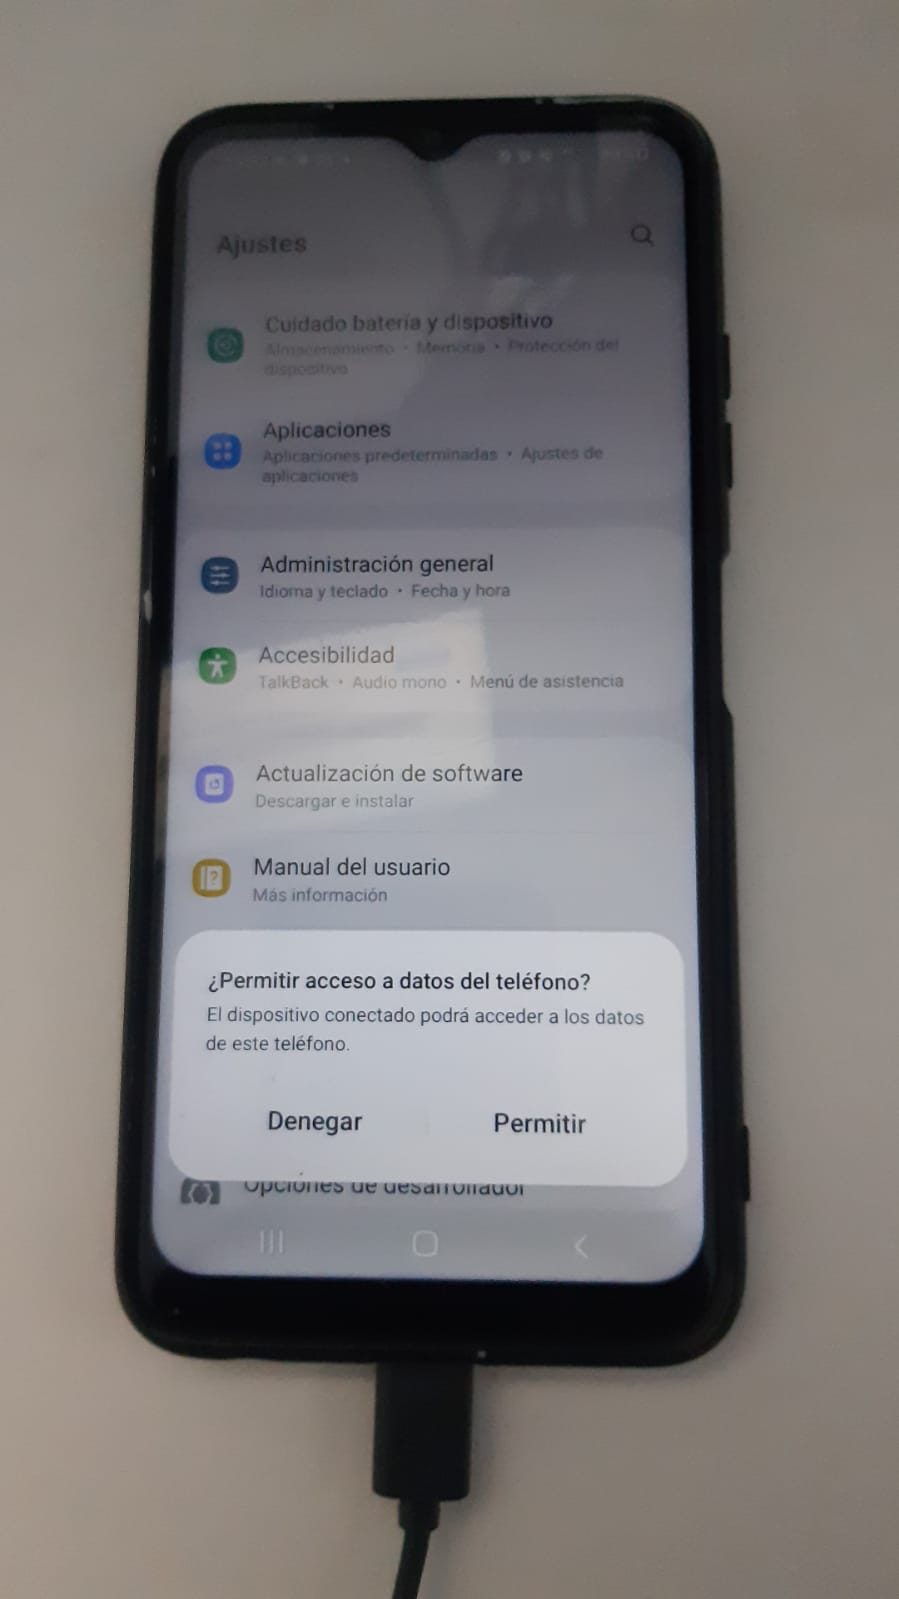 Ajustes
Cuidado batería y dispositivo
Almacenamiento • Memoria • Protección del
dispositivo
Aplicaciones
Aplicaciones predeterminadas • Ajustes de
aplicaciones
Administración general
Idioma y teclado • Fecha y hora
Accesibilidad
TalkBack • Audio mono • Menú de asistencia
Actualización de software
Descargar e instalar
Manual del usuario
Más información
¿Permitir acceso a datos del teléfono?
El dispositivo conectado podrá acceder a los datos
de este teléfono.
Denegar Permitir
Opciones de desarrollador